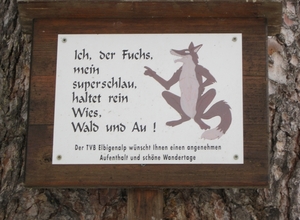 Ich, der Fuchs,
mein
superschlau,
haltet rein
Wies,
Wald und Au !
Der TVB Elbigenalp wünscht Ihnen einen angenehmen
Aufenthalt und schöne Wandertage